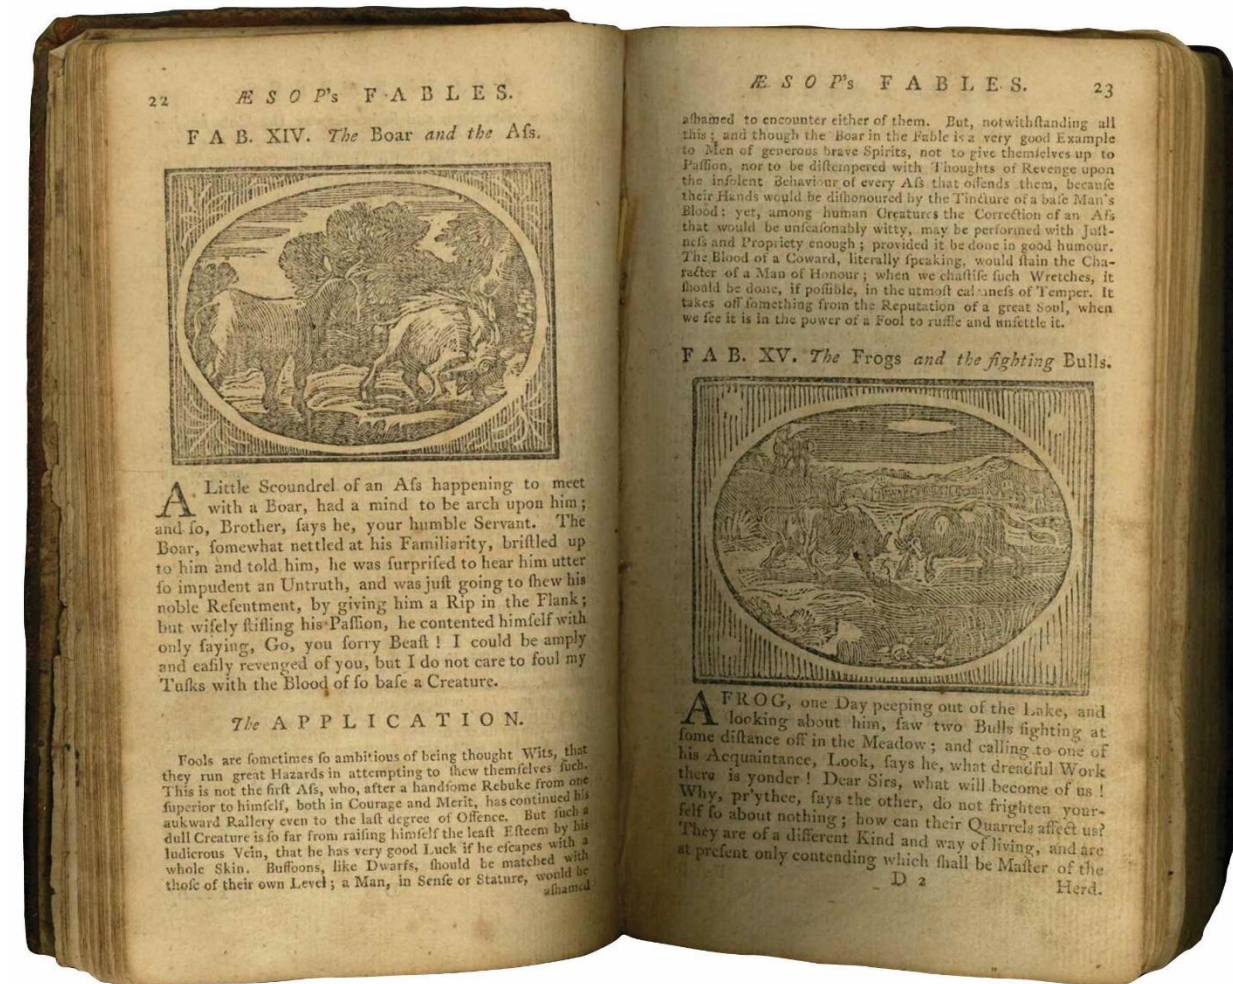 22 ÆSOP's FABLES.
FAB. XIV. The Boar and the Aſs.
A Little Scoundrel of an Aſs happening to meet
with a Boar, had a mind to be arch upon him;
and ſo, Brother, ſays he, your humble Servant. The
Boar, ſomewhat nettled at his Familiarity, briſtled up
to him and told him, he was ſurpriſed to hear him utter
ſo impudent an Untruth, and was juſt going to ſhew his
noble Reſentment, by giving him a Rip in the Flank;
but wiſely ſtifling his Paſſion, he contented himſelf with
only ſaying, Go, you ſorry Beaſt! I could be amply
and eaſily revenged of you, but I do not care to foul my
Tuſks with the Blood of ſo baſe a Creature.
The APPLICATION.
Fools are ſometimes ſo ambitious of being thought Wits, that
they run great Hazards in attempting to ſhew themſelves ſuch.
This is not the firſt Aſs, who, after a handſome Rebuke from one
ſuperior to himſelf, both in Courage and Merit, has continued his
aukward Rallery even to the laſt degree of Offence. But ſuch a
dull Creature is ſo far from raiſing himſelf the leaſt Eſteem by his
ludicrous Vein, that he has very good Luck if he eſcapes with a
whole Skin. Buffoons, like Dwarfs, ſhould be matched with
thoſe of their own Level; a Man, in Senſe or Stature, would be
aſhamed
ÆSOP's FABLES. 23
aſhamed to encounter either of them. But, notwithſtanding all
this; and though the Boar in the Fable is a very good Example
to Men of generous brave Spirits, not to give themſelves up to
Paſſion, nor to be diſtempered with Thoughts of Revenge upon
the inſolent Behaviour of every Aſs that offends them, becauſe
their Hands would be diſhonoured by the Tincture of a baſe Man's
Blood: yet, among human Creatures the Correction of an Aſs
that would be unſeaſonably witty, may be performed with Juſt-
neſs and Propriety enough; provided it be done in good humour.
The Blood of a Coward, literally ſpeaking, would ſtain the Cha-
racter of a Man of Honour; when we chaſtiſe ſuch Wretches, it
ſhould be done, if poſſible, in the utmoſt calmneſs of Temper. It
takes off ſomething from the Reputation of a great Soul, when
we ſee it is in the power of a Fool to ruffle and unſettle it.
FAB. XV. The Frogs and the fighting Bulls.
A FROG, one Day peeping out of the Lake, and
looking about him, ſaw two Bulls fighting at
ſome diſtance off in the Meadow; and calling to one of
his Acquaintance, Look, ſays he, what dreadful Work
there is yonder! Dear Sirs, what will become of us!
Why, pr'ythee, ſays the other, do not frighten your-
ſelf ſo about nothing; how can their Quarrels affect us?
They are of a different Kind and way of living, and are
at preſent only contending which ſhall be Maſter of the
D 2 Herd.